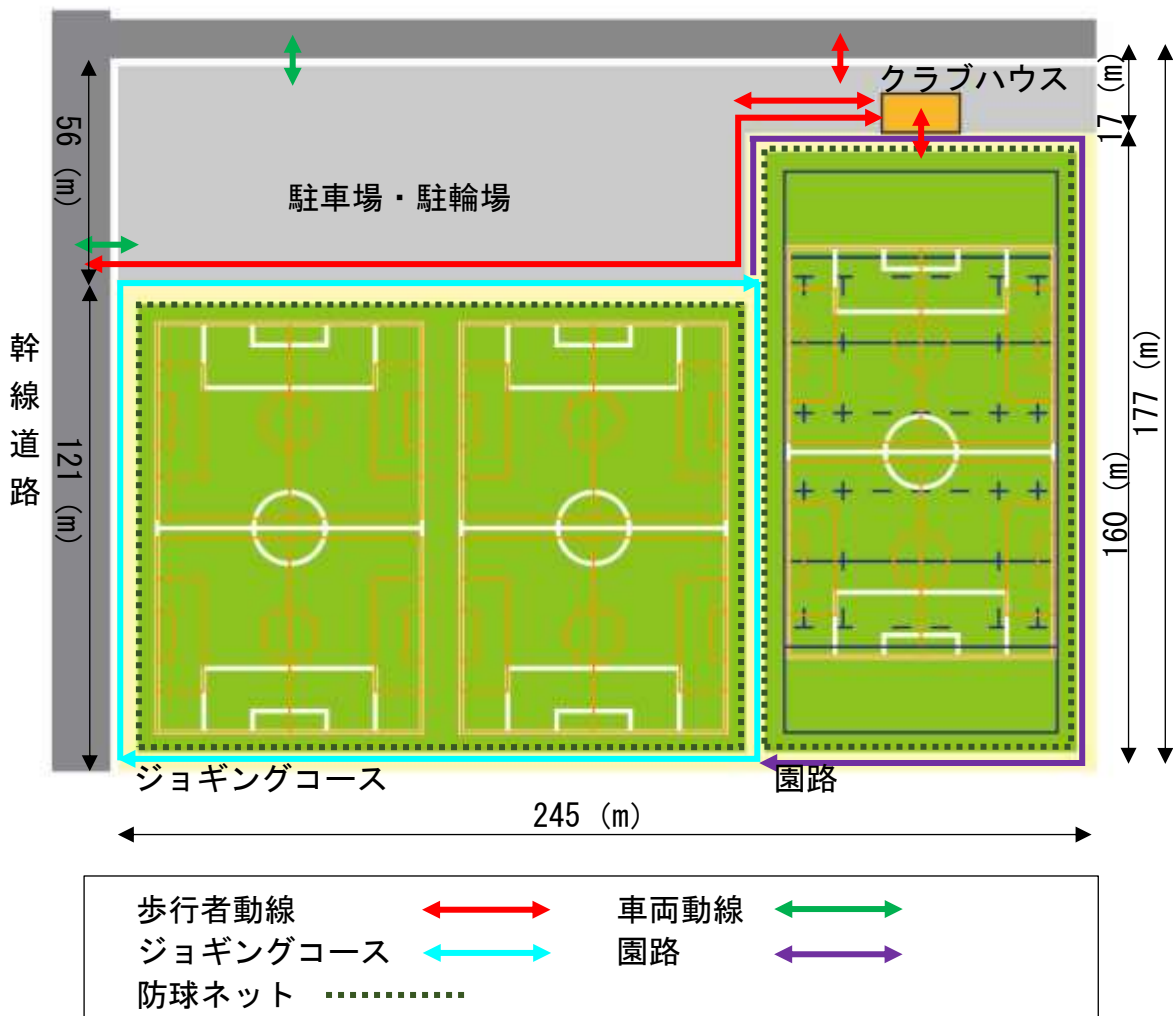 クラブハウス
17 (m)
56 (m)
駐車場・駐輪場
177 (m)
幹線道路
121 (m)
160 (m)
ジョギングコース
園路
245 (m)
歩行者動線
車両動線
ジョギングコース
園路
防球ネット